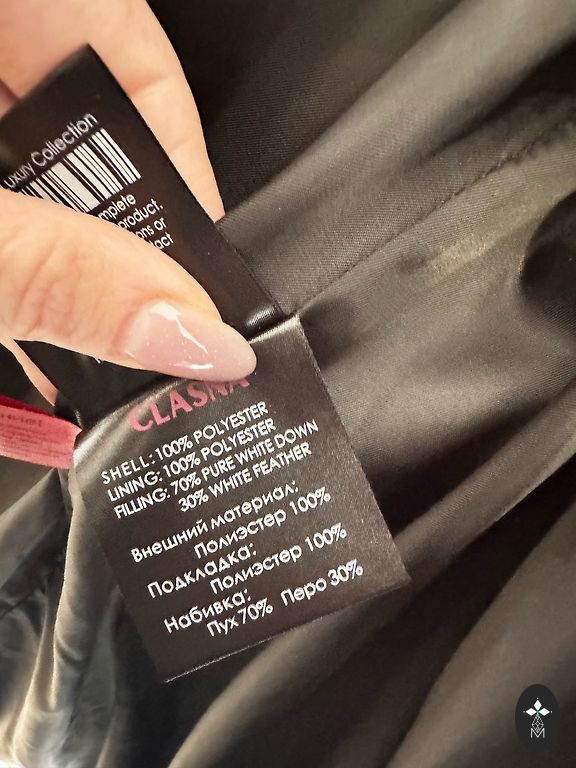 uxury Collection
mplete
product.
ons or
act
CLASNA
SHELL: 100% POLYESTER
LINING: 100% POLYESTER
FILLING: 70% PURE WHITE DOWN
30% WHITE FEATHER
Внешний материал:
Полиэстер 100%
Подкладка:
Полиэстер 100%
Набивка:
Пух 70% Перо 30%
M